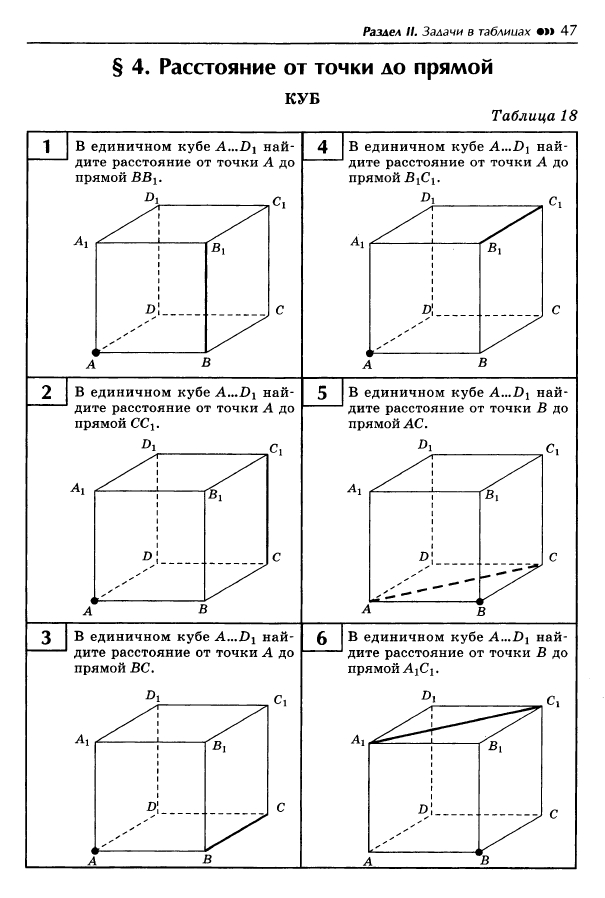 Раздел II. Задачи в таблицах 47
§ 4. Расстояние от точки до прямой
КУБ
Таблица 18
1
В единичном кубе A...D₁ най-
дите расстояние от точки A до
прямой BB₁.
D₁
C₁
A₁
B₁
D
C
A
B
2
В единичном кубе A...D₁ най-
дите расстояние от точки A до
прямой CC₁.
D₁
C₁
A₁
B₁
D
C
A
B
3
В единичном кубе A...D₁ най-
дите расстояние от точки A до
прямой BC.
D₁
C₁
A₁
B₁
D
C
A
B
4
В единичном кубе A...D₁ най-
дите расстояние от точки A до
прямой B₁C₁.
D₁
C₁
A₁
B₁
D
C
A
B
5
В единичном кубе A...D₁ най-
дите расстояние от точки B до
прямой AC.
D₁
C₁
A₁
B₁
D
C
A
B
6
В единичном кубе A...D₁ най-
дите расстояние от точки B до
прямой A₁C₁.
D₁
C₁
A₁
B₁
D
C
A
B